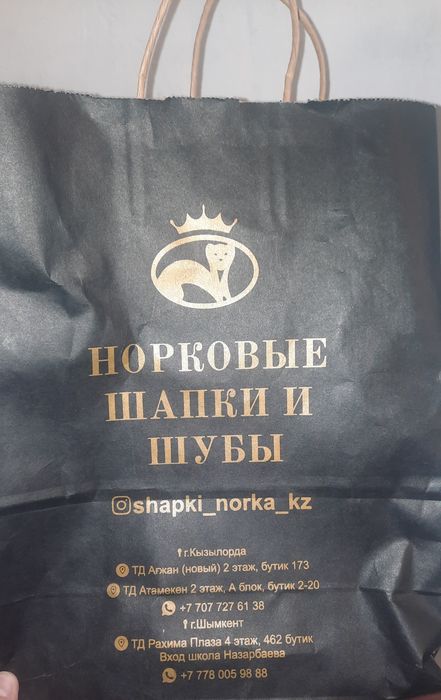 НОРКОВЫЕ
ШАПКИ И
ШУБЫ
shapki_norka_kz
г.Кызылорда
ТД Ағжан (новый) 2 этаж, бутик 173
ТД Атамекен 2 этаж, А блок, бутик 2-20
+7 707 727 61 38
г.Шымкент
ТД Рахима Плаза 4 этаж, 462 бутик
Вход школа Назарбаева
+7 778 005 98 88